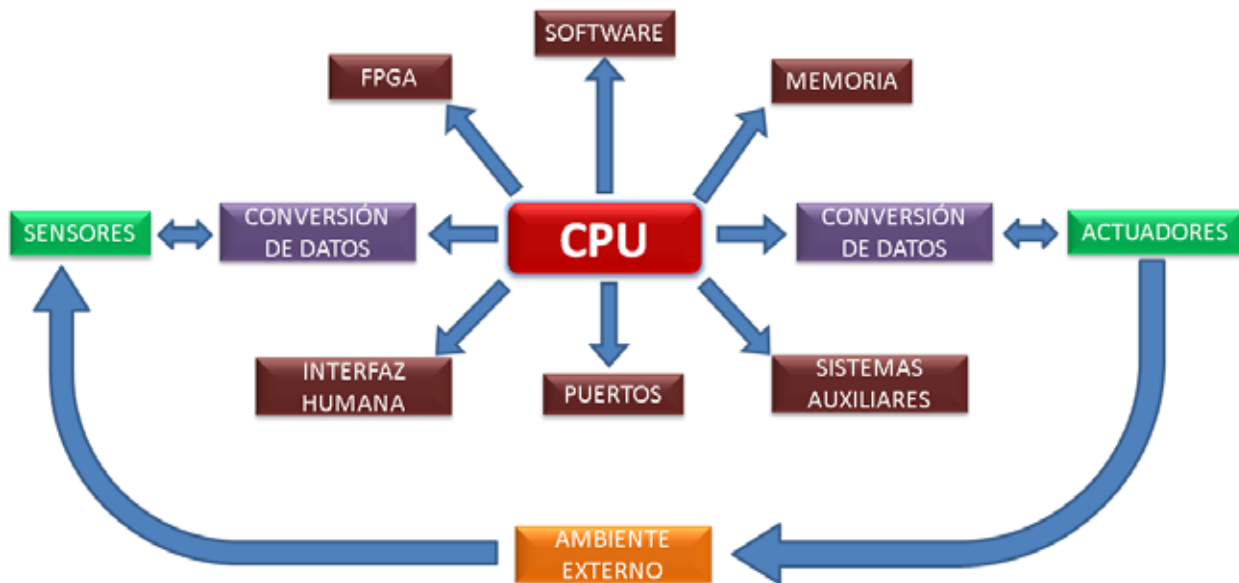 SOFTWARE
FPGA
MEMORIA
SENSORES
CONVERSIÓN
DE DATOS
CPU
CONVERSIÓN
DE DATOS
ACTUADORES
INTERFAZ
HUMANA
PUERTOS
SISTEMAS
AUXILIARES
AMBIENTE
EXTERNO